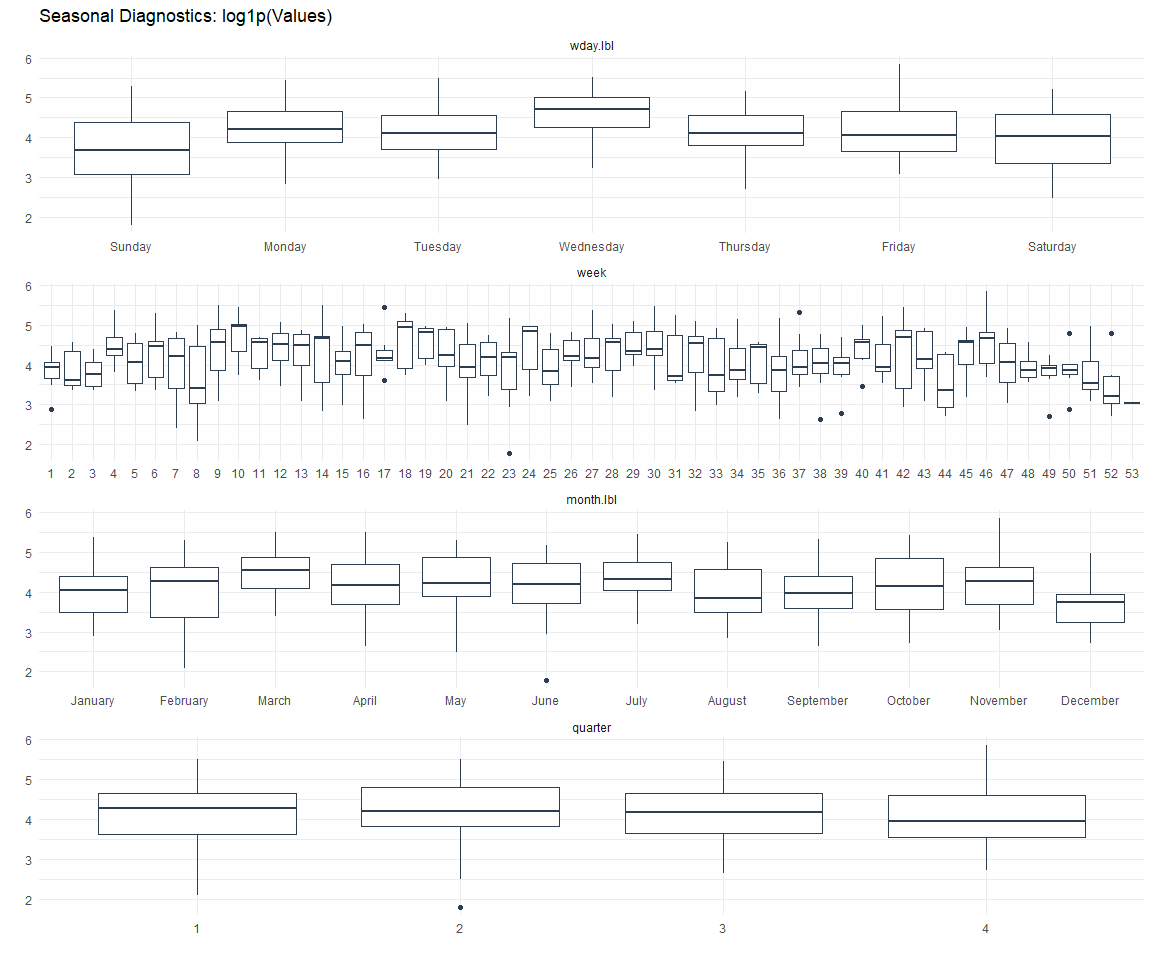 Seasonal Diagnostics: log1p(Values)
wday.lbl
6
5
4
3
2
Sunday Monday Tuesday Wednesday Thursday Friday Saturday
week
6
5
4
3
2
1 2 3 4 5 6 7 8 9 10 11 12 13 14 15 16 17 18 19 20 21 22 23 24 25 26 27 28 29 30 31 32 33 34 35 36 37 38 39 40 41 42 43 44 45 46 47 48 49 50 51 52 53
month.lbl
6
5
4
3
2
January February March April May June July August September October November December
quarter
6
5
4
3
2
1 2 3 4